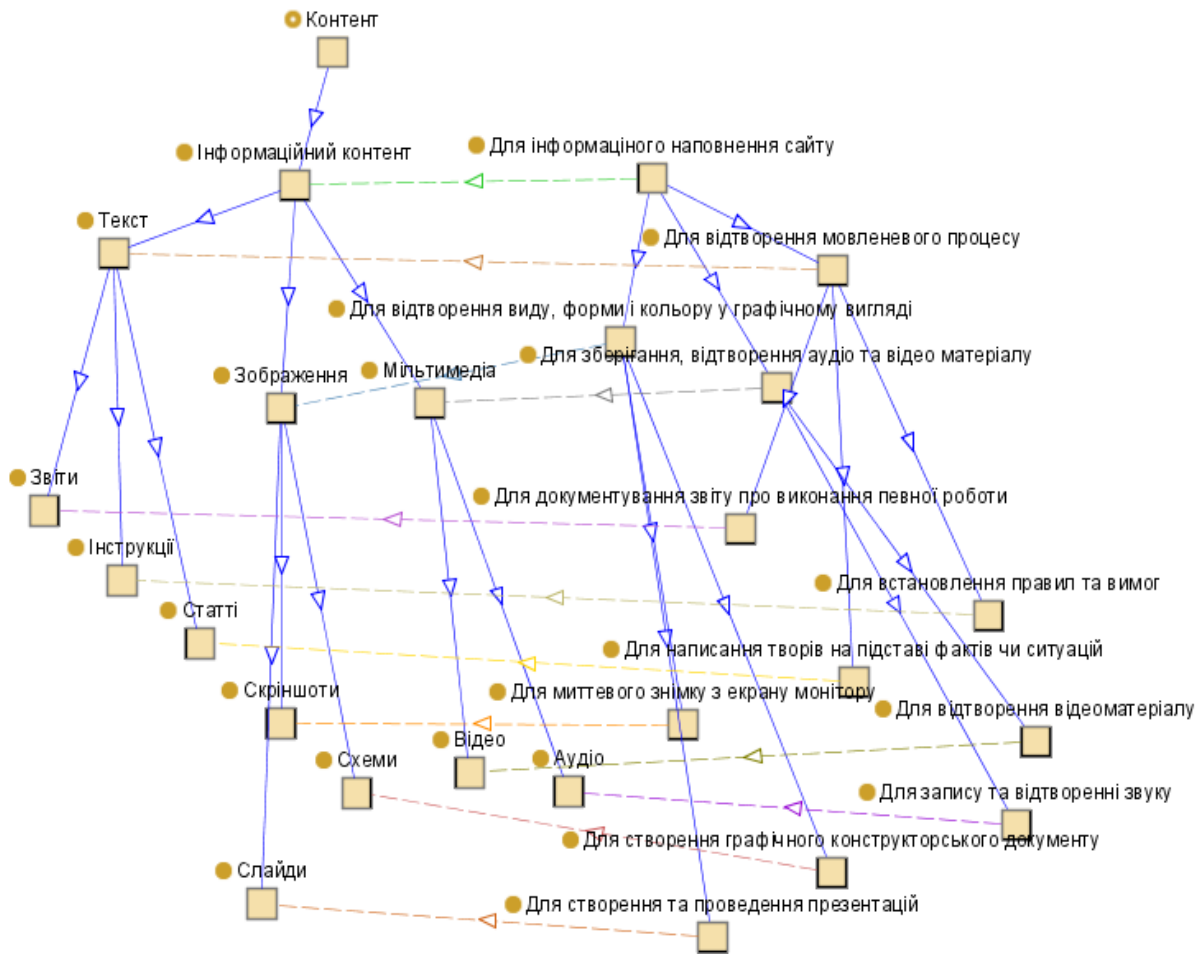 Контент
Для інформаціного наповнення сайту
Інформаційний контент
Текст
Для відтворення мовленевого процесу
Для відтворення виду, форми і кольору у графічному вигляді
Для зберігання, відтворення аудіо та відео матеріалу
Зображення
Мільтимедіа
Звіти
Для документування звіту про виконання певної роботи
Інструкції
Для встановлення правил та вимог
Статті
Для написання творів на підставі фактів чи ситуацій
Скріншоти
Для миттевого знімку з екрану монітору
Для відтворення відеоматеріалу
Відео
Схеми
Аудіо
Для запису та відтворенні звуку
Для створення графічного конструкторського документу
Слайди
Для створення та проведення презентацій